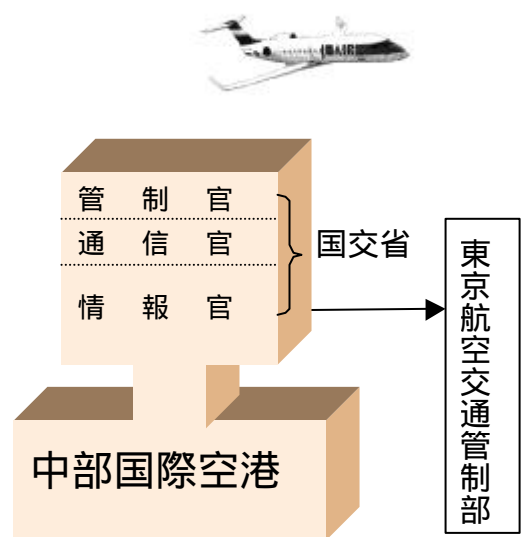 管制官
通信官
情報官
国交省
東京航空交通管制部
中部国際空港